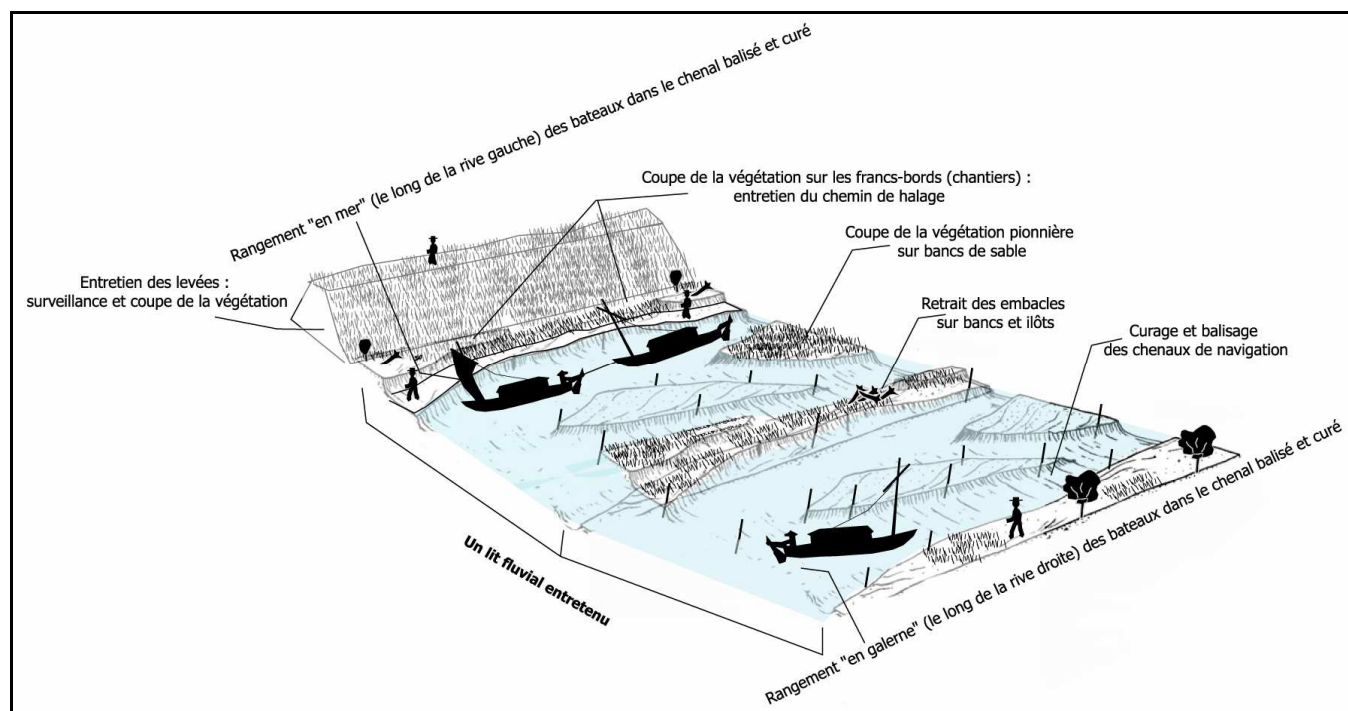 Rangement "en mer" (le long de la rive gauche) des bateaux dans le chenal balisé et curé
Coupe de la végétation sur les francs-bords (chantiers) :
entretien du chemin de halage
Coupe de la végétation pionnière
sur bancs de sable
Entretien des levées :
surveillance et coupe de la végétation
Retrait des embacles
sur bancs et ilôts
Curage et balisage
des chenaux de navigation
Un lit fluvial entretenu
Rangement "en galerne" (le long de la rive droite) des bateaux dans le chenal balisé et curé